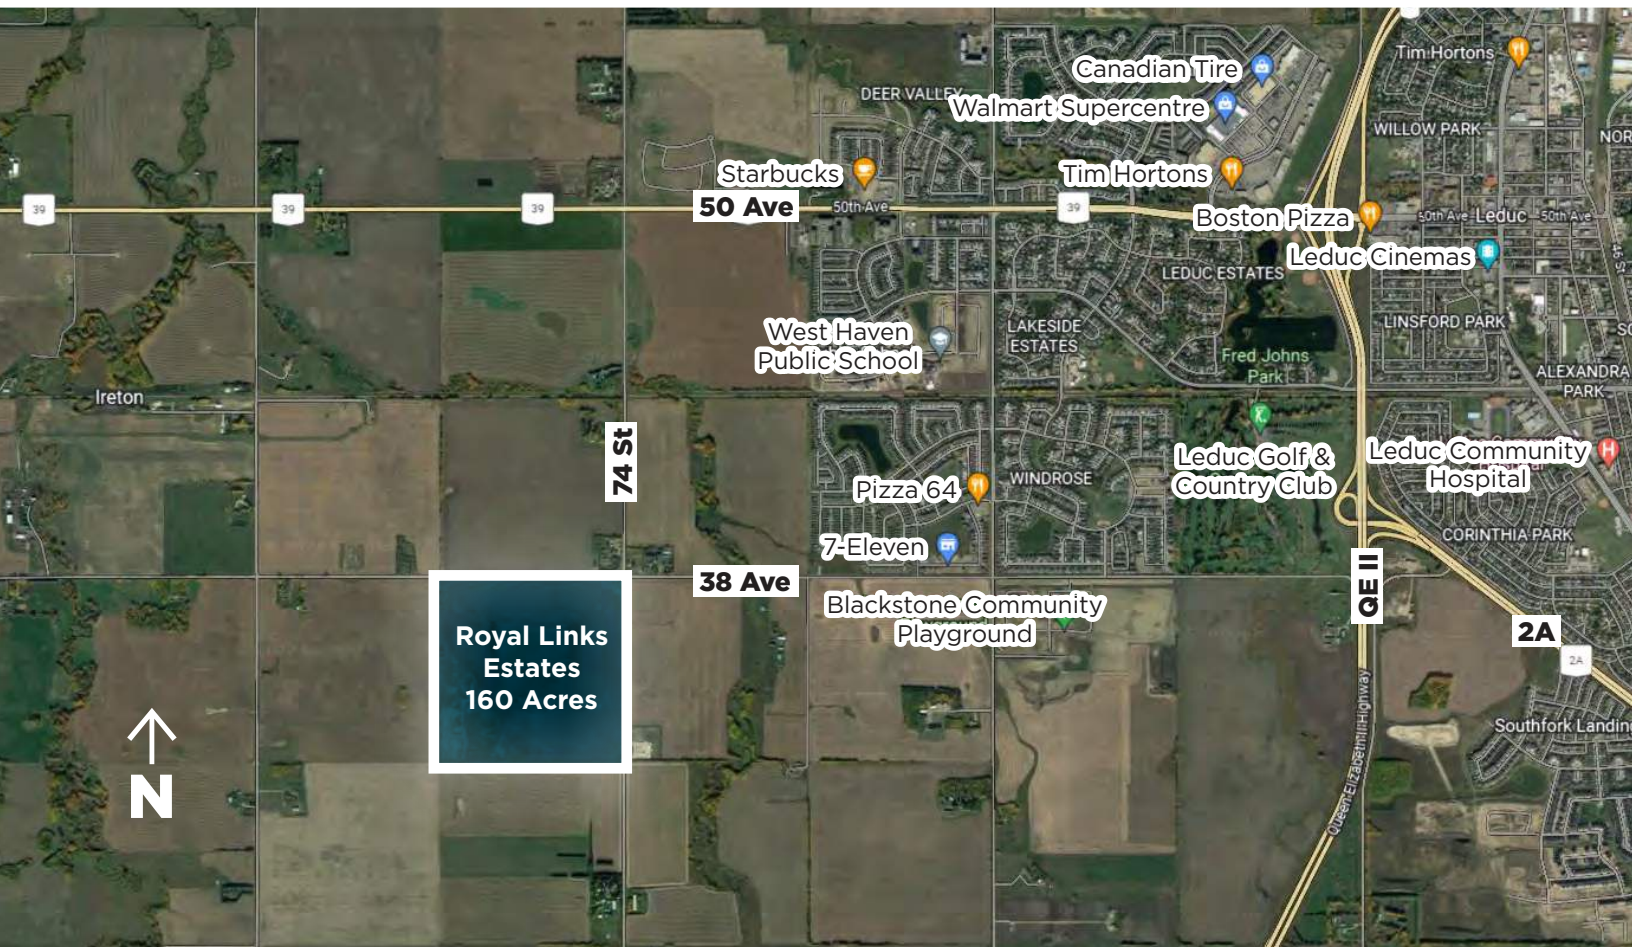 Tim Hortons
Canadian Tire
DEER VALLEY
Walmart Supercentre
WILLOW PARK
NOR
Starbucks
Tim Hortons
39
39
39
50 Ave
50th Ave
39
Boston Pizza
50th Ave
Leduc
50th Ave
46 St
Leduc Cinemas
LEDUC ESTATES
West Haven
Public School
LAKESIDE
ESTATES
LINSFORD PARK
SO
Fred Johns
Park
ALEXANDRA
PARK
Ireton
74 St
Leduc Golf &
Country Club
Leduc Community
Hospital
H
Pizza 64
WINDROSE
7-Eleven
CORINTHIA PARK
38 Ave
QE II
Blackstone Community
Playground
Royal Links
Estates
160 Acres
2A
2A
Queen Elizabeth II Highway
Southfork Landing
N